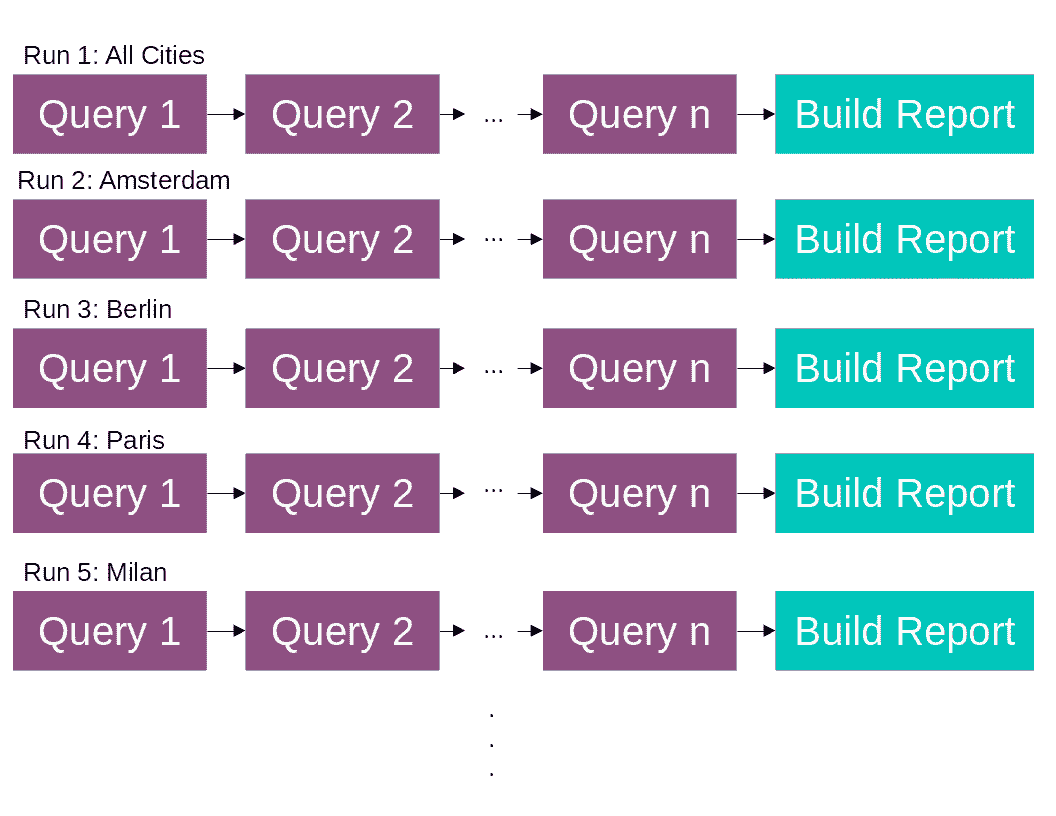 Run 1: All Cities
Query 1 Query 2 ... Query n Build Report
Run 2: Amsterdam
Query 1 Query 2 ... Query n Build Report
Run 3: Berlin
Query 1 Query 2 ... Query n Build Report
Run 4: Paris
Query 1 Query 2 ... Query n Build Report
Run 5: Milan
Query 1 Query 2 ... Query n Build Report
.
.
.